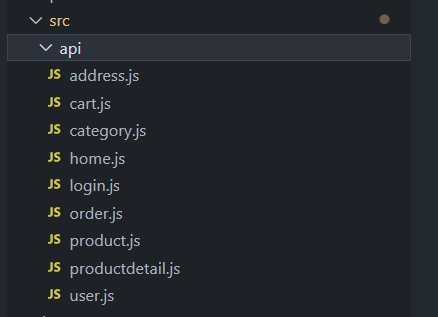 src
api
JS address.js
JS cart.js
JS category.js
JS home.js
JS login.js
JS order.js
JS product.js
JS productdetail.js
JS user.js